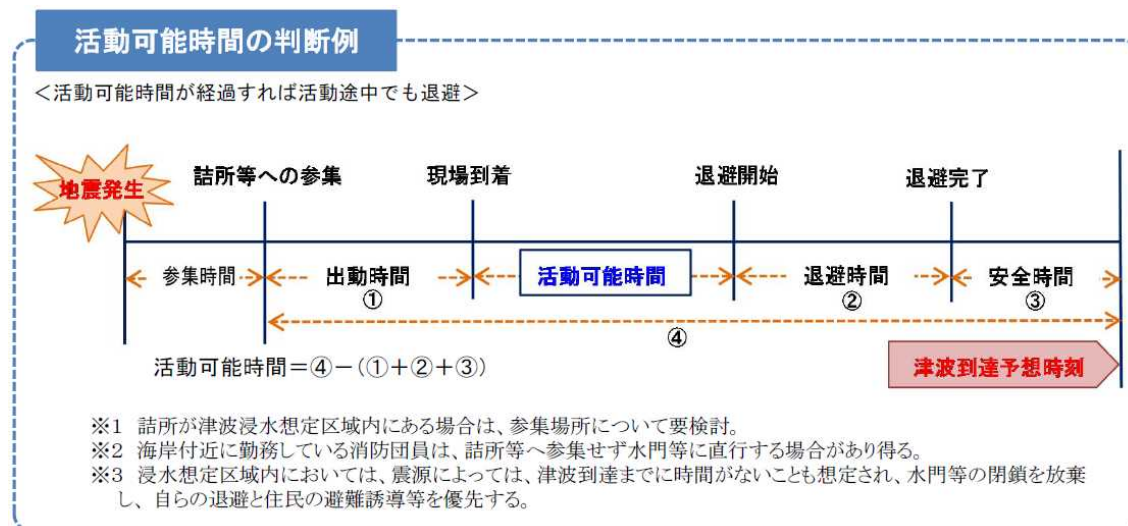 活動可能時間の判断例
＜活動可能時間が経過すれば活動途中でも退避＞
地震発生
詰所等への参集
現場到着
退避開始
退避完了
参集時間
出動時間
①
活動可能時間
退避時間
②
安全時間
③
④
活動可能時間＝④－（①＋②＋③）
津波到達予想時刻
※1 詰所が津波浸水想定区域内にある場合は、参集場所について要検討。
※2 海岸付近に勤務している消防団員は、詰所等へ参集せず水門等に直行する場合があり得る。
※3 浸水想定区域内においては、震源によっては、津波到達までに時間がないことも想定され、水門等の閉鎖を放棄
し、自らの退避と住民の避難誘導等を優先する。